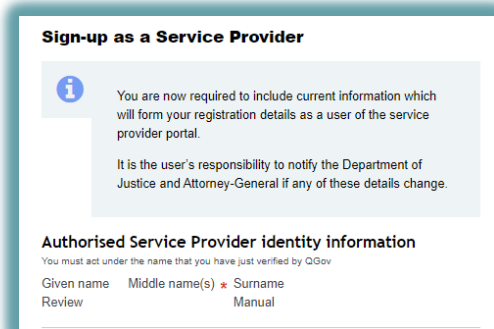 Sign-up as a Service Provider
You are now required to include current information which
will form your registration details as a user of the service
provider portal.
It is the user's responsibility to notify the Department of
Justice and Attorney-General if any of these details change.
Authorised Service Provider identity information
You must act under the name that you have just verified by QGov
Given name Middle name(s) * Surname
Review Manual